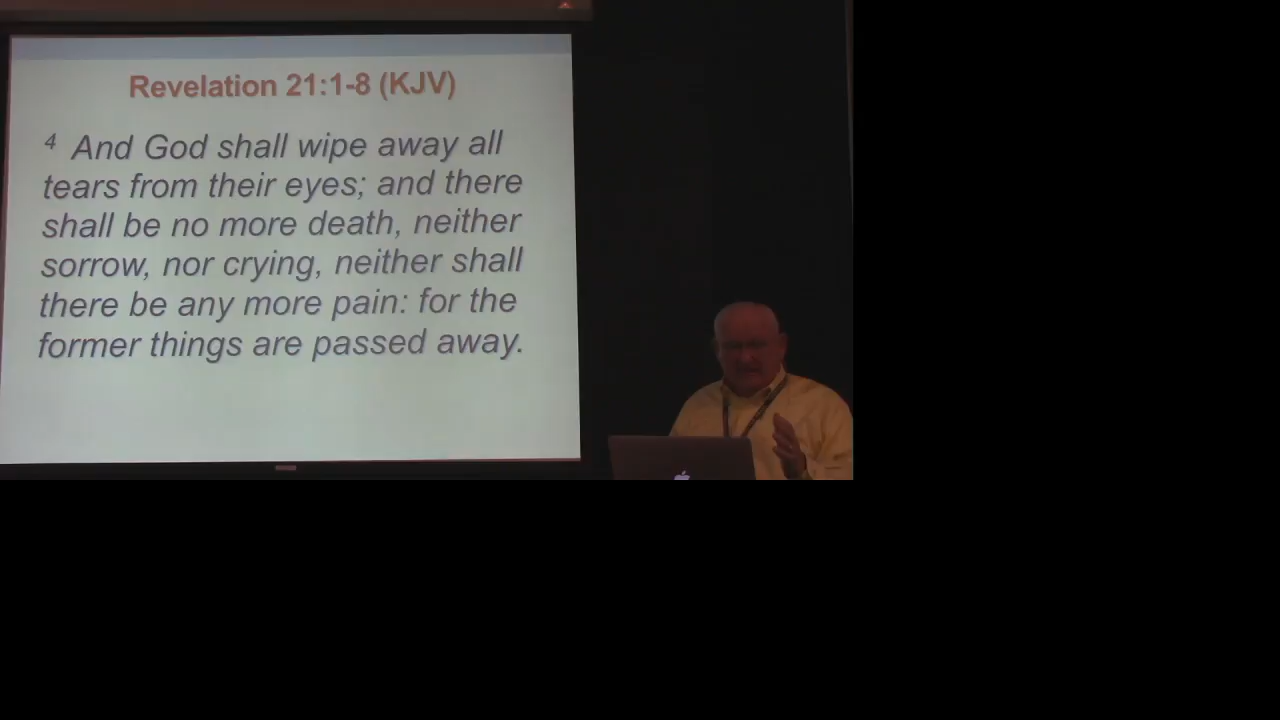 Revelation 21:1-8 (KJV)
4 And God shall wipe away all
tears from their eyes; and there
shall be no more death, neither
sorrow, nor crying, neither shall
there be any more pain: for the
former things are passed away.